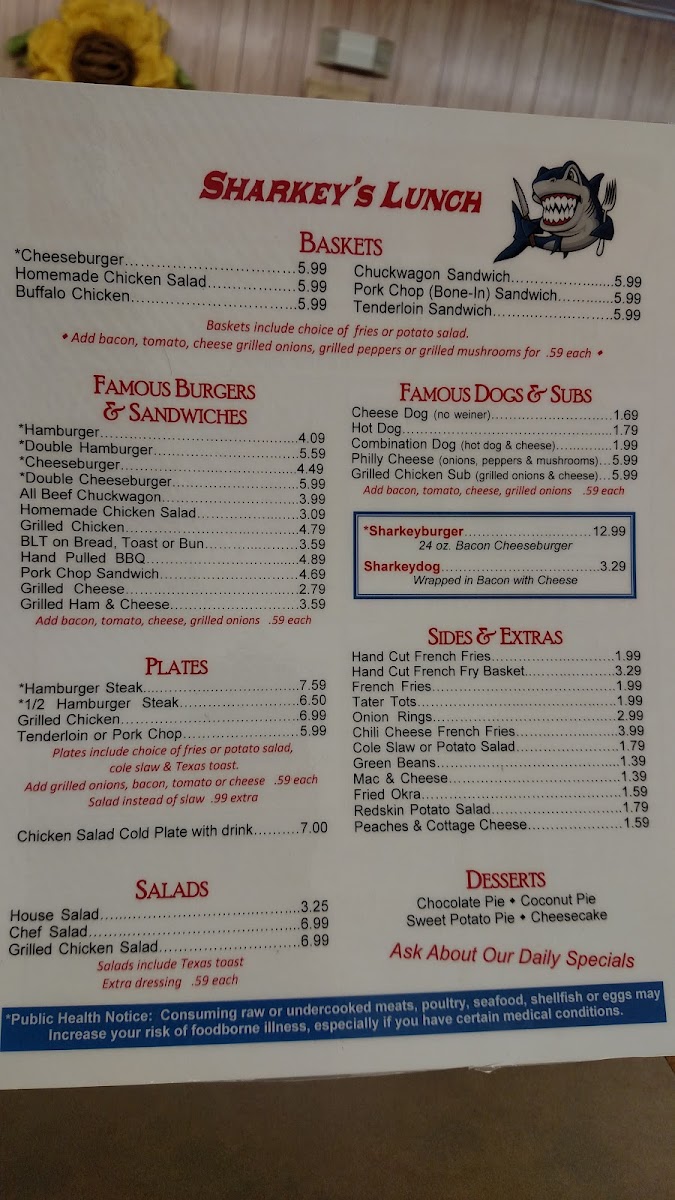 SHARKEY'S LUNCH
BASKETS
*Cheeseburger..........5.99
Homemade Chicken Salad..........5.99
Buffalo Chicken..........5.99
Chuckwagon Sandwich..........5.99
Pork Chop (Bone-In) Sandwich..........5.99
Tenderloin Sandwich..........5.99
Baskets include choice of fries or potato salad.
♦ Add bacon, tomato, cheese grilled onions, grilled peppers or grilled mushrooms for .59 each ♦
FAMOUS BURGERS
& SANDWICHES
*Hamburger..........4.09
*Double Hamburger..........5.59
*Cheeseburger..........4.49
*Double Cheeseburger..........5.99
All Beef Chuckwagon..........3.99
Homemade Chicken Salad..........3.09
Grilled Chicken..........4.79
BLT on Bread, Toast or Bun..........3.59
Hand Pulled BBQ..........4.89
Pork Chop Sandwich..........4.69
Grilled Cheese..........2.79
Grilled Ham & Cheese..........3.59
Add bacon, tomato, cheese, grilled onions .59 each
PLATES
*Hamburger Steak..........7.59
*1/2 Hamburger Steak..........6.50
Grilled Chicken..........6.99
Tenderloin or Pork Chop..........5.99
Plates include choice of fries or potato salad,
cole slaw & Texas toast.
Add grilled onions, bacon, tomato or cheese .59 each
Salad instead of slaw .99 extra
Chicken Salad Cold Plate with drink..........7.00
SALADS
House Salad..........3.25
Chef Salad..........6.99
Grilled Chicken Salad..........6.99
Salads include Texas toast
Extra dressing .59 each
FAMOUS DOGS & SUBS
Cheese Dog (no weiner)..........1.69
Hot Dog..........1.79
Combination Dog (hot dog & cheese)..........1.99
Philly Cheese (onions, peppers & mushrooms)...5.99
Grilled Chicken Sub (grilled onions & cheese)...5.99
Add bacon, tomato, cheese, grilled onions .59 each
*Sharkeyburger..........12.99
24 oz. Bacon Cheeseburger
Sharkeydog..........3.29
Wrapped in Bacon with Cheese
SIDES & EXTRAS
Hand Cut French Fries..........1.99
Hand Cut French Fry Basket..........3.29
French Fries..........1.99
Tater Tots..........1.99
Onion Rings..........2.99
Chili Cheese French Fries..........3.99
Cole Slaw or Potato Salad..........1.79
Green Beans..........1.39
Mac & Cheese..........1.39
Fried Okra..........1.59
Redskin Potato Salad..........1.79
Peaches & Cottage Cheese..........1.59
DESSERTS
Chocolate Pie ♦ Coconut Pie
Sweet Potato Pie ♦ Cheesecake
Ask About Our Daily Specials
*Public Health Notice: Consuming raw or undercooked meats, poultry, seafood, shellfish or eggs may
Increase your risk of foodborne illness, especially if you have certain medical conditions.